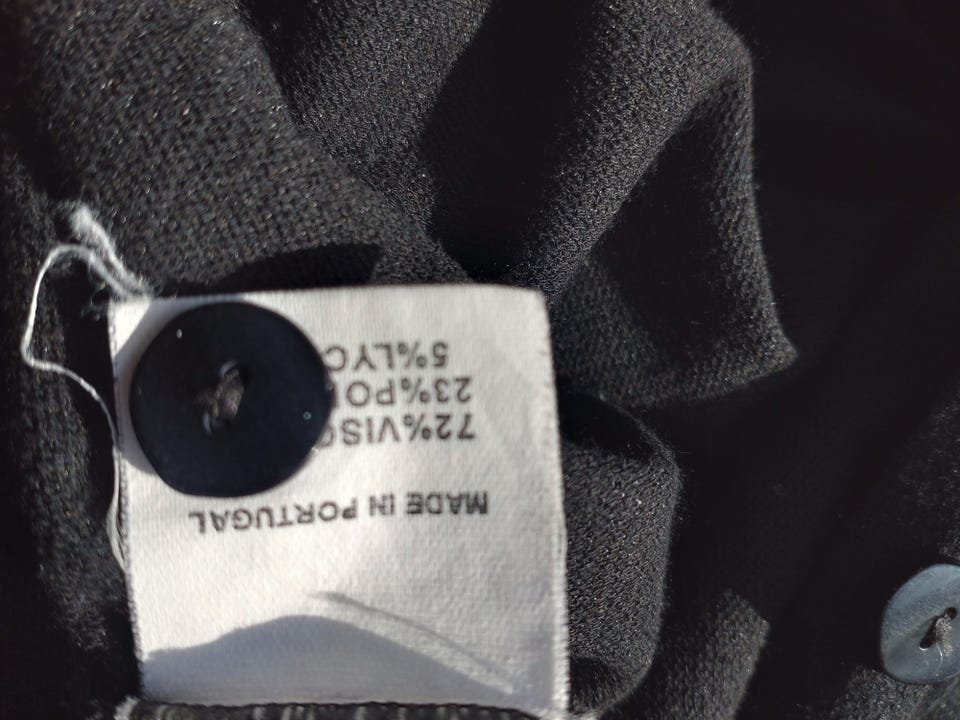 MADE IN PORTUGAL
72%VISC
23%PO
5%LYC